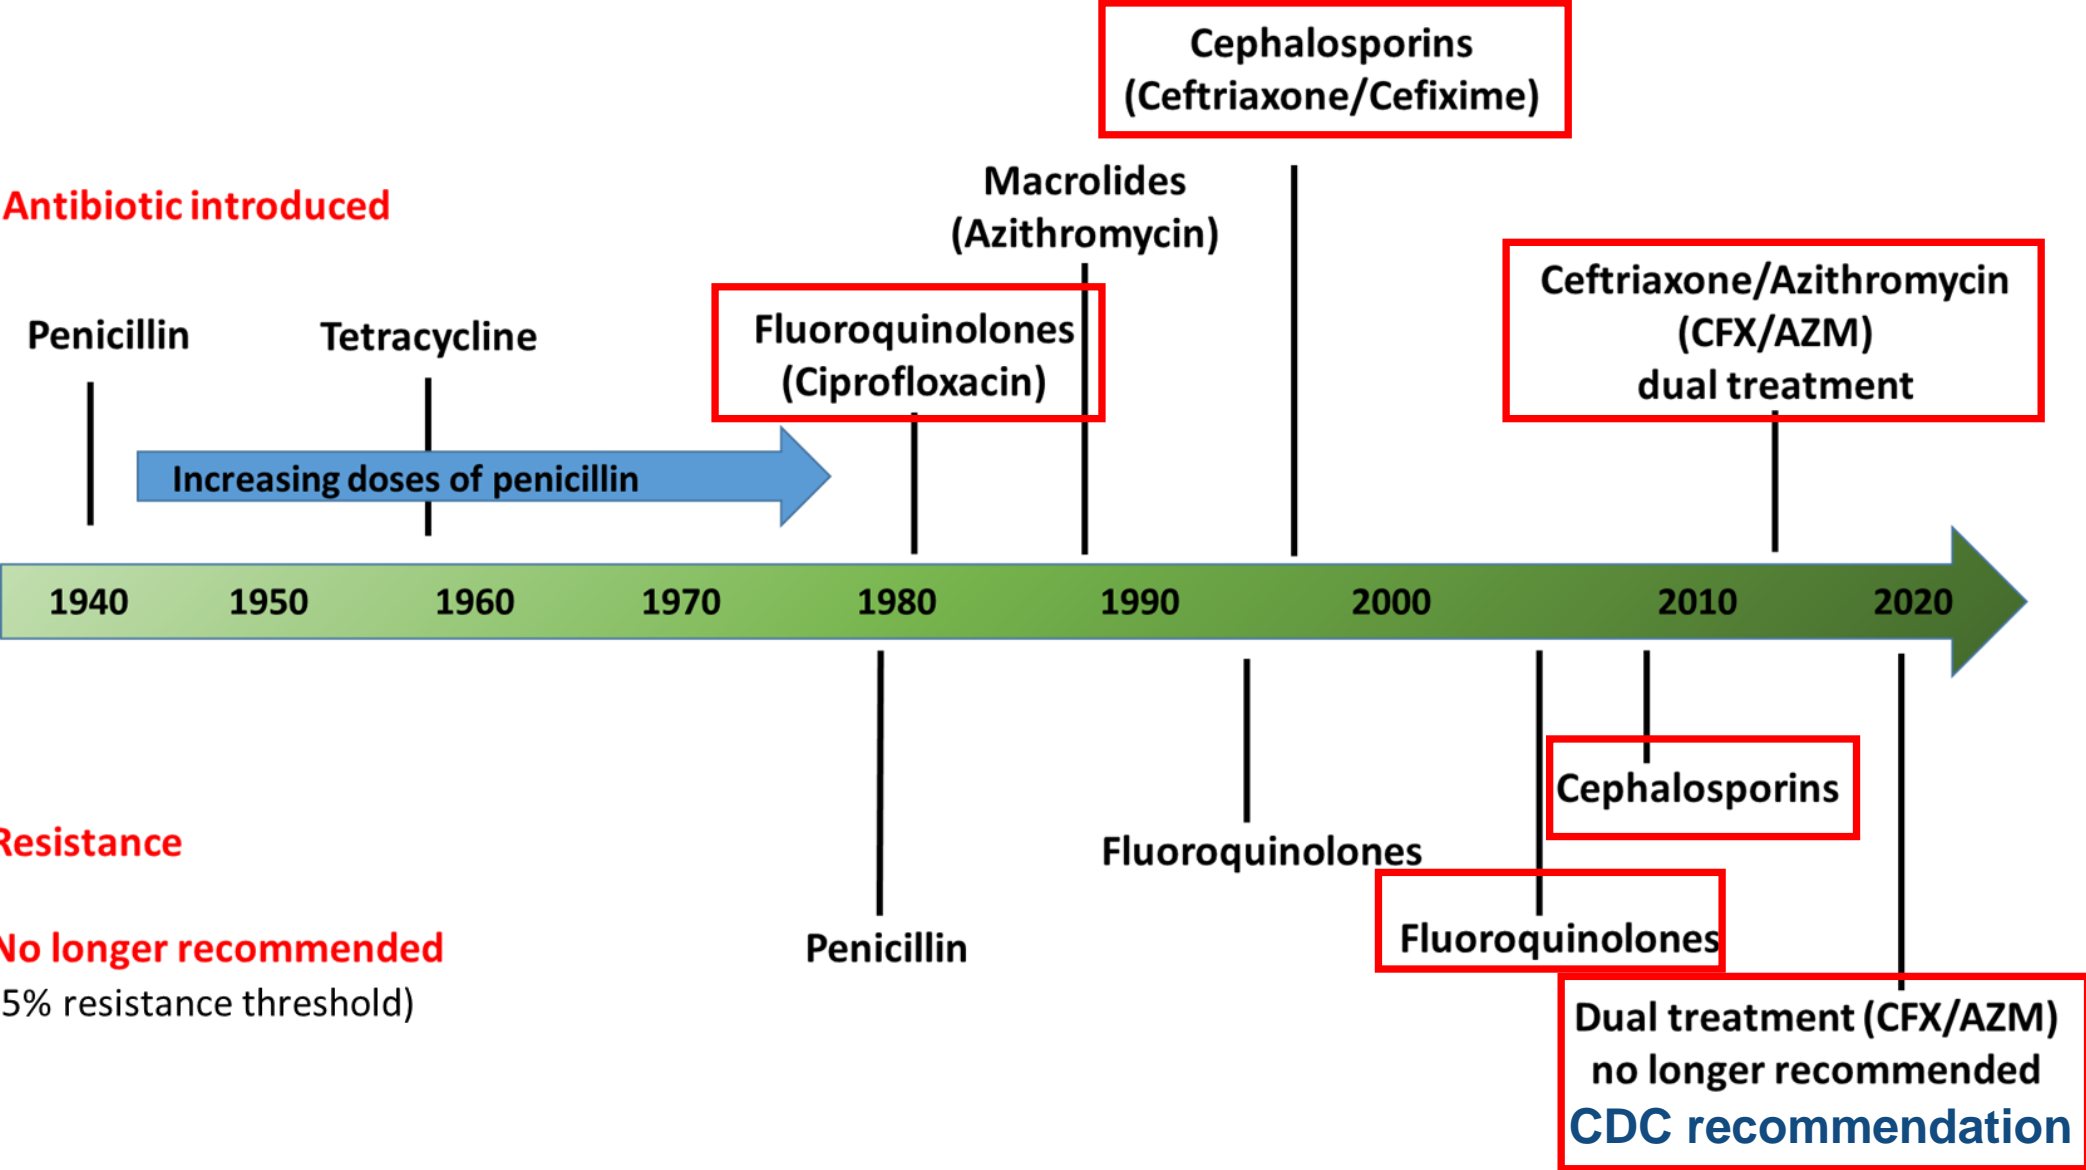 Cephalosporins
(Ceftriaxone/Cefixime)
Macrolides
(Azithromycin)
Antibiotic introduced
Ceftriaxone/Azithromycin
(CFX/AZM)
dual treatment
Penicillin
Tetracycline
Fluoroquinolones
(Ciprofloxacin)
Increasing doses of penicillin
1940 1950 1960 1970 1980 1990 2000 2010 2020
Cephalosporins
Resistance
Fluoroquinolones
No longer recommended
5% resistance threshold)
Penicillin
Fluoroquinolones
Dual treatment (CFX/AZM)
no longer recommended
CDC recommendation